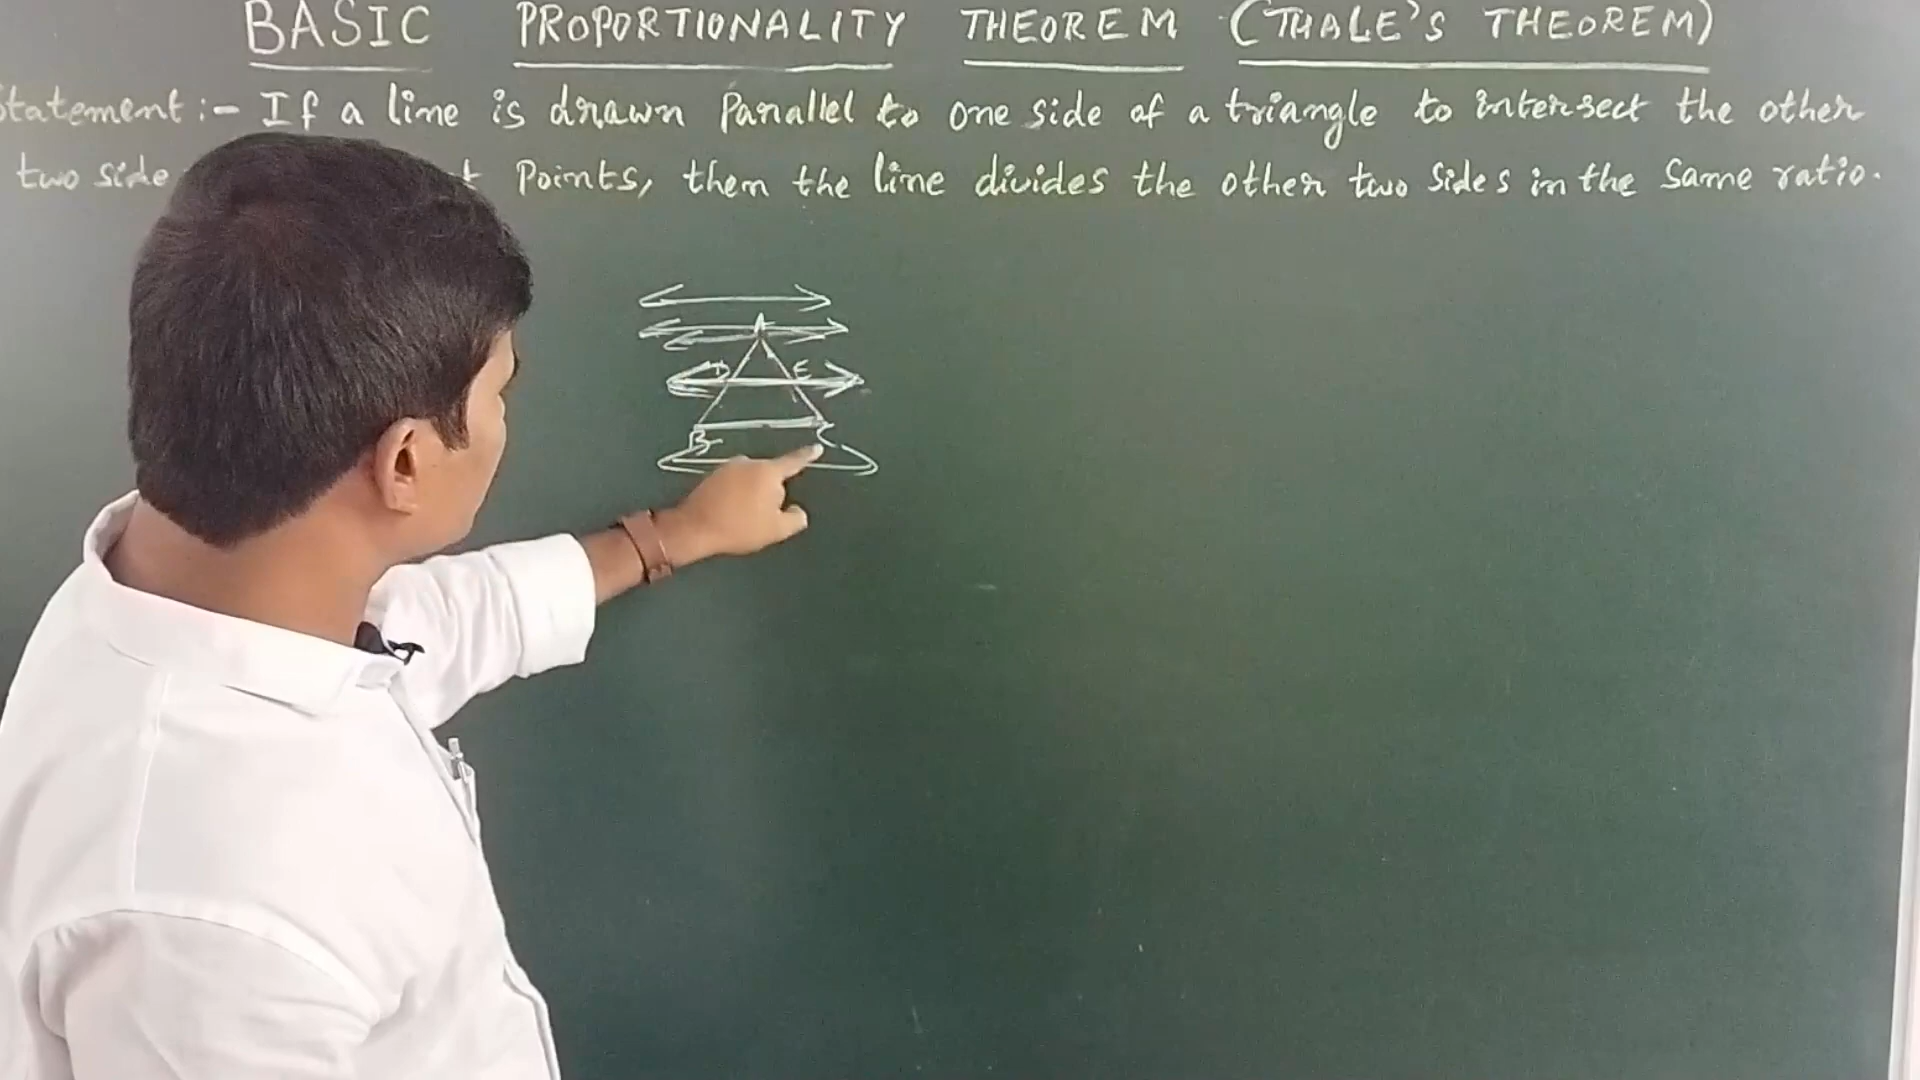 BASIC PROPORTIONALITY THEOREM (THALE'S THEOREM)
Statement:- If a line is drawn Parallel to one side of a triangle to intersect the other
two side Points, then the line divides the other two sides in the same ratio.
A
D E
B C